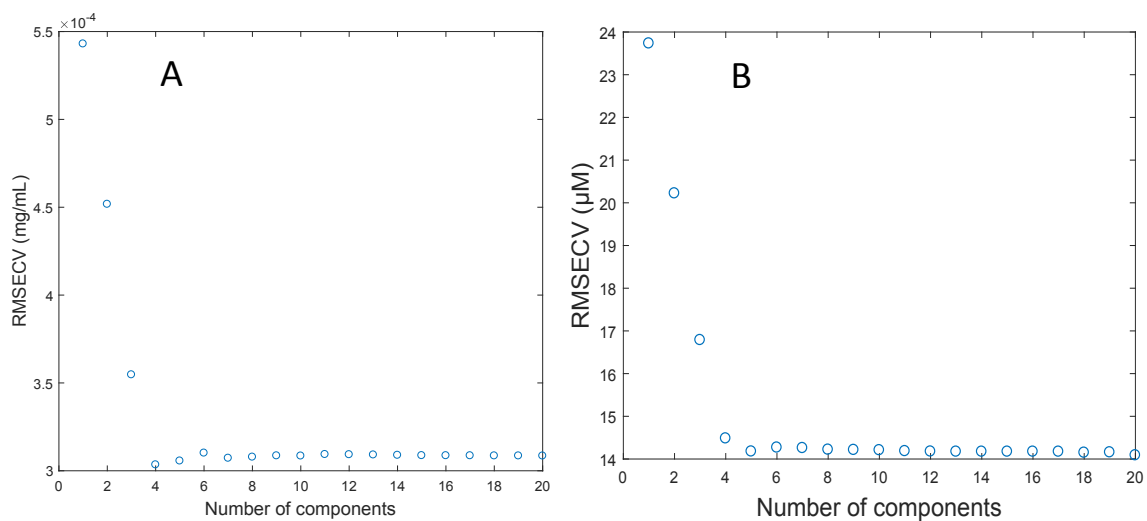 ×10⁻⁴
5.5
5
4.5
4
3.5
3
RMSECV (mg/mL)
A
0 2 4 6 8 10 12 14 16 18 20
Number of components
24
23
22
21
20
19
18
17
16
15
14
RMSECV (µM)
B
0 2 4 6 8 10 12 14 16 18 20
Number of components